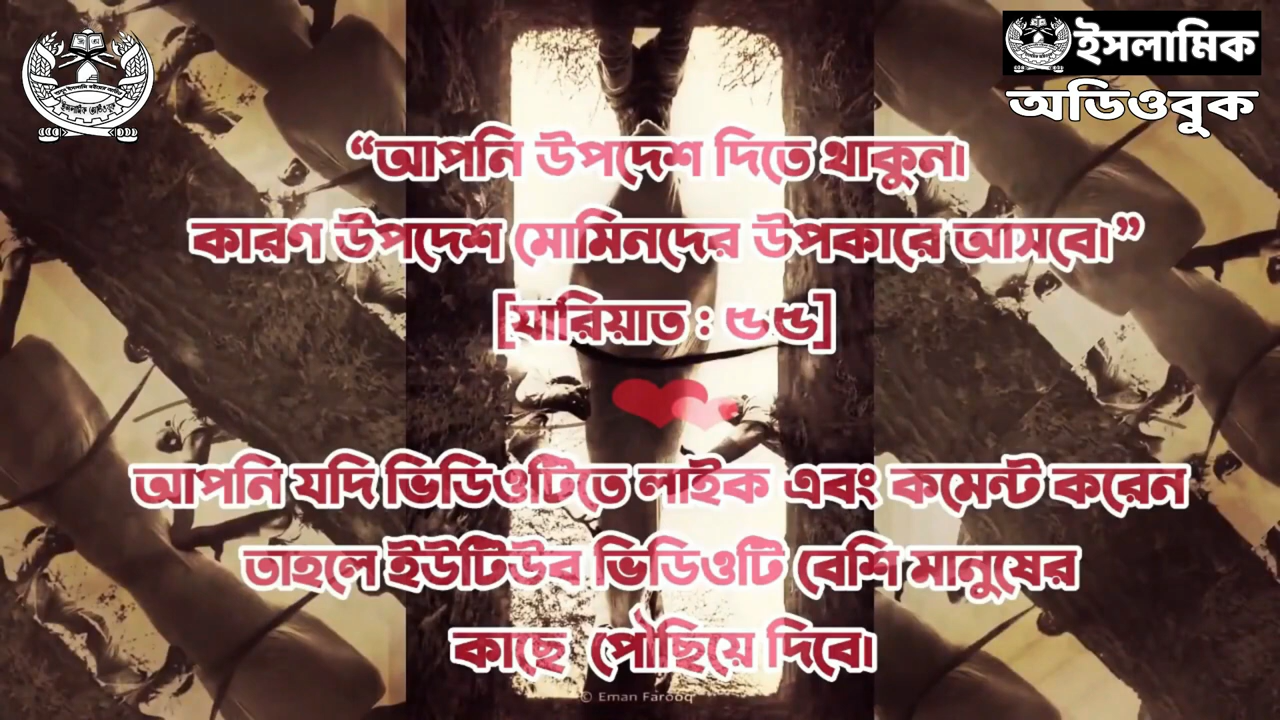 ইসলামিক
অডিওবুক
“আপনি উপদেশ দিতে থাকুন।
কারণ উপদেশ মোমিনদের উপকারে আসবে।”
[যারিয়াত : ৫৫]
আপনি যদি ভিডিওটিতে লাইক এবং কমেন্ট করেন
তাহলে ইউটিউব ভিডিওটি বেশি মানুষের
কাছে পৌছিয়ে দিবে।
© Eman Farooq